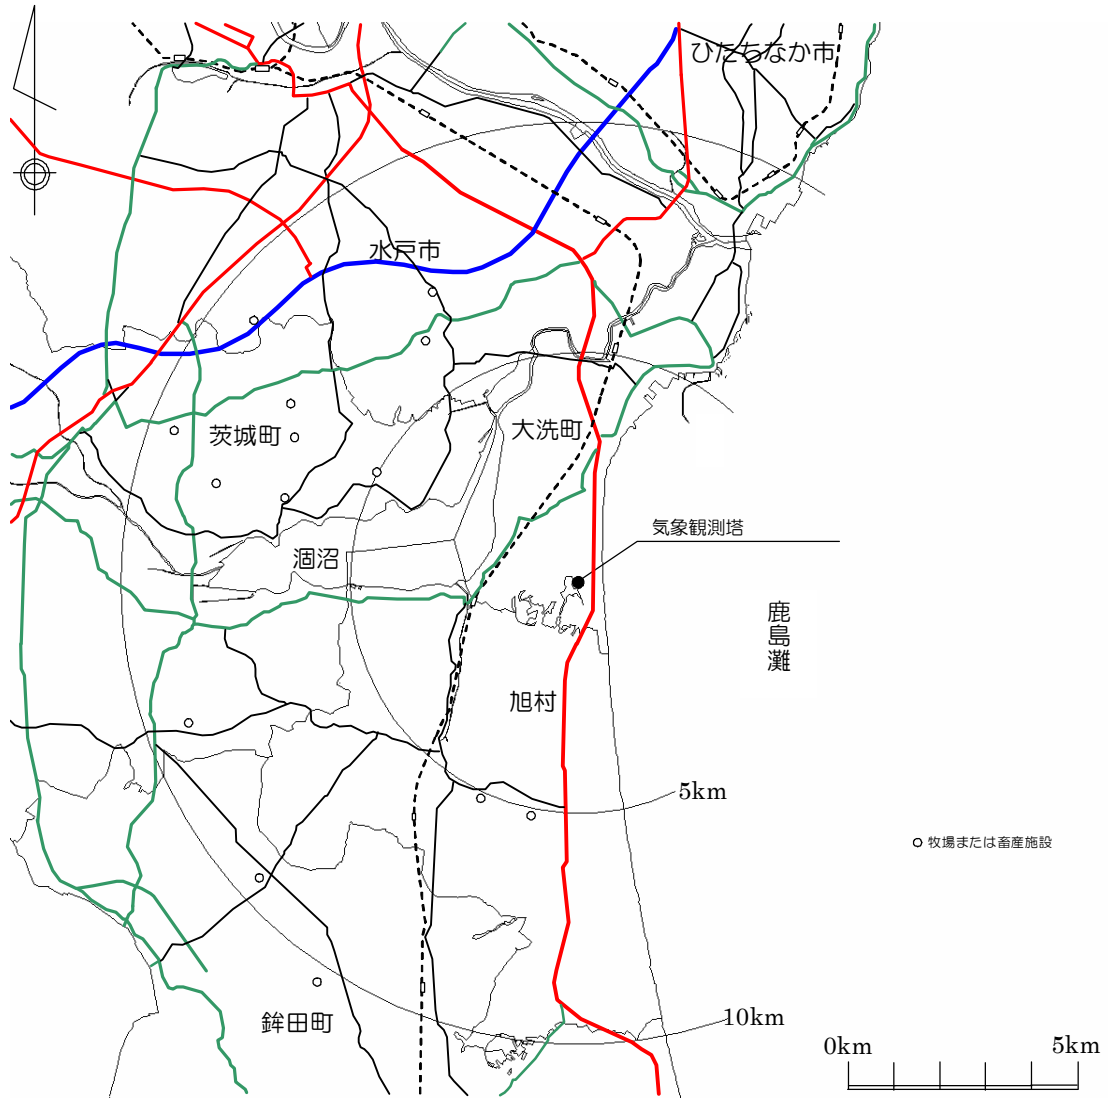 ひたちなか市
水戸市
茨城町
大洗町
気象観測塔
涸沼
鹿島灘
旭村
5km
牧場または畜産施設
鉾田町
10km
0km
5km